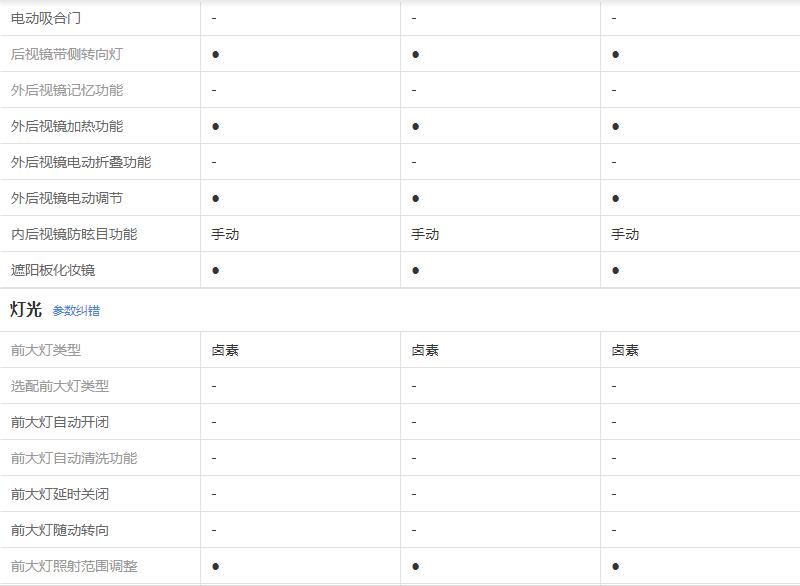 电动吸合门 - - -
后视镜带侧转向灯 ● ● ●
外后视镜记忆功能 - - -
外后视镜加热功能 ● ● ●
外后视镜电动折叠功能 - - -
外后视镜电动调节 ● ● ●
内后视镜防眩目功能 手动 手动 手动
遮阳板化妆镜 ● ● ●
灯光 参数纠错
前大灯类型 卤素 卤素 卤素
选配前大灯类型 - - -
前大灯自动开闭 - - -
前大灯自动清洗功能 - - -
前大灯延时关闭 - - -
前大灯随动转向 - - -
前大灯照射范围调整 ● ● ●